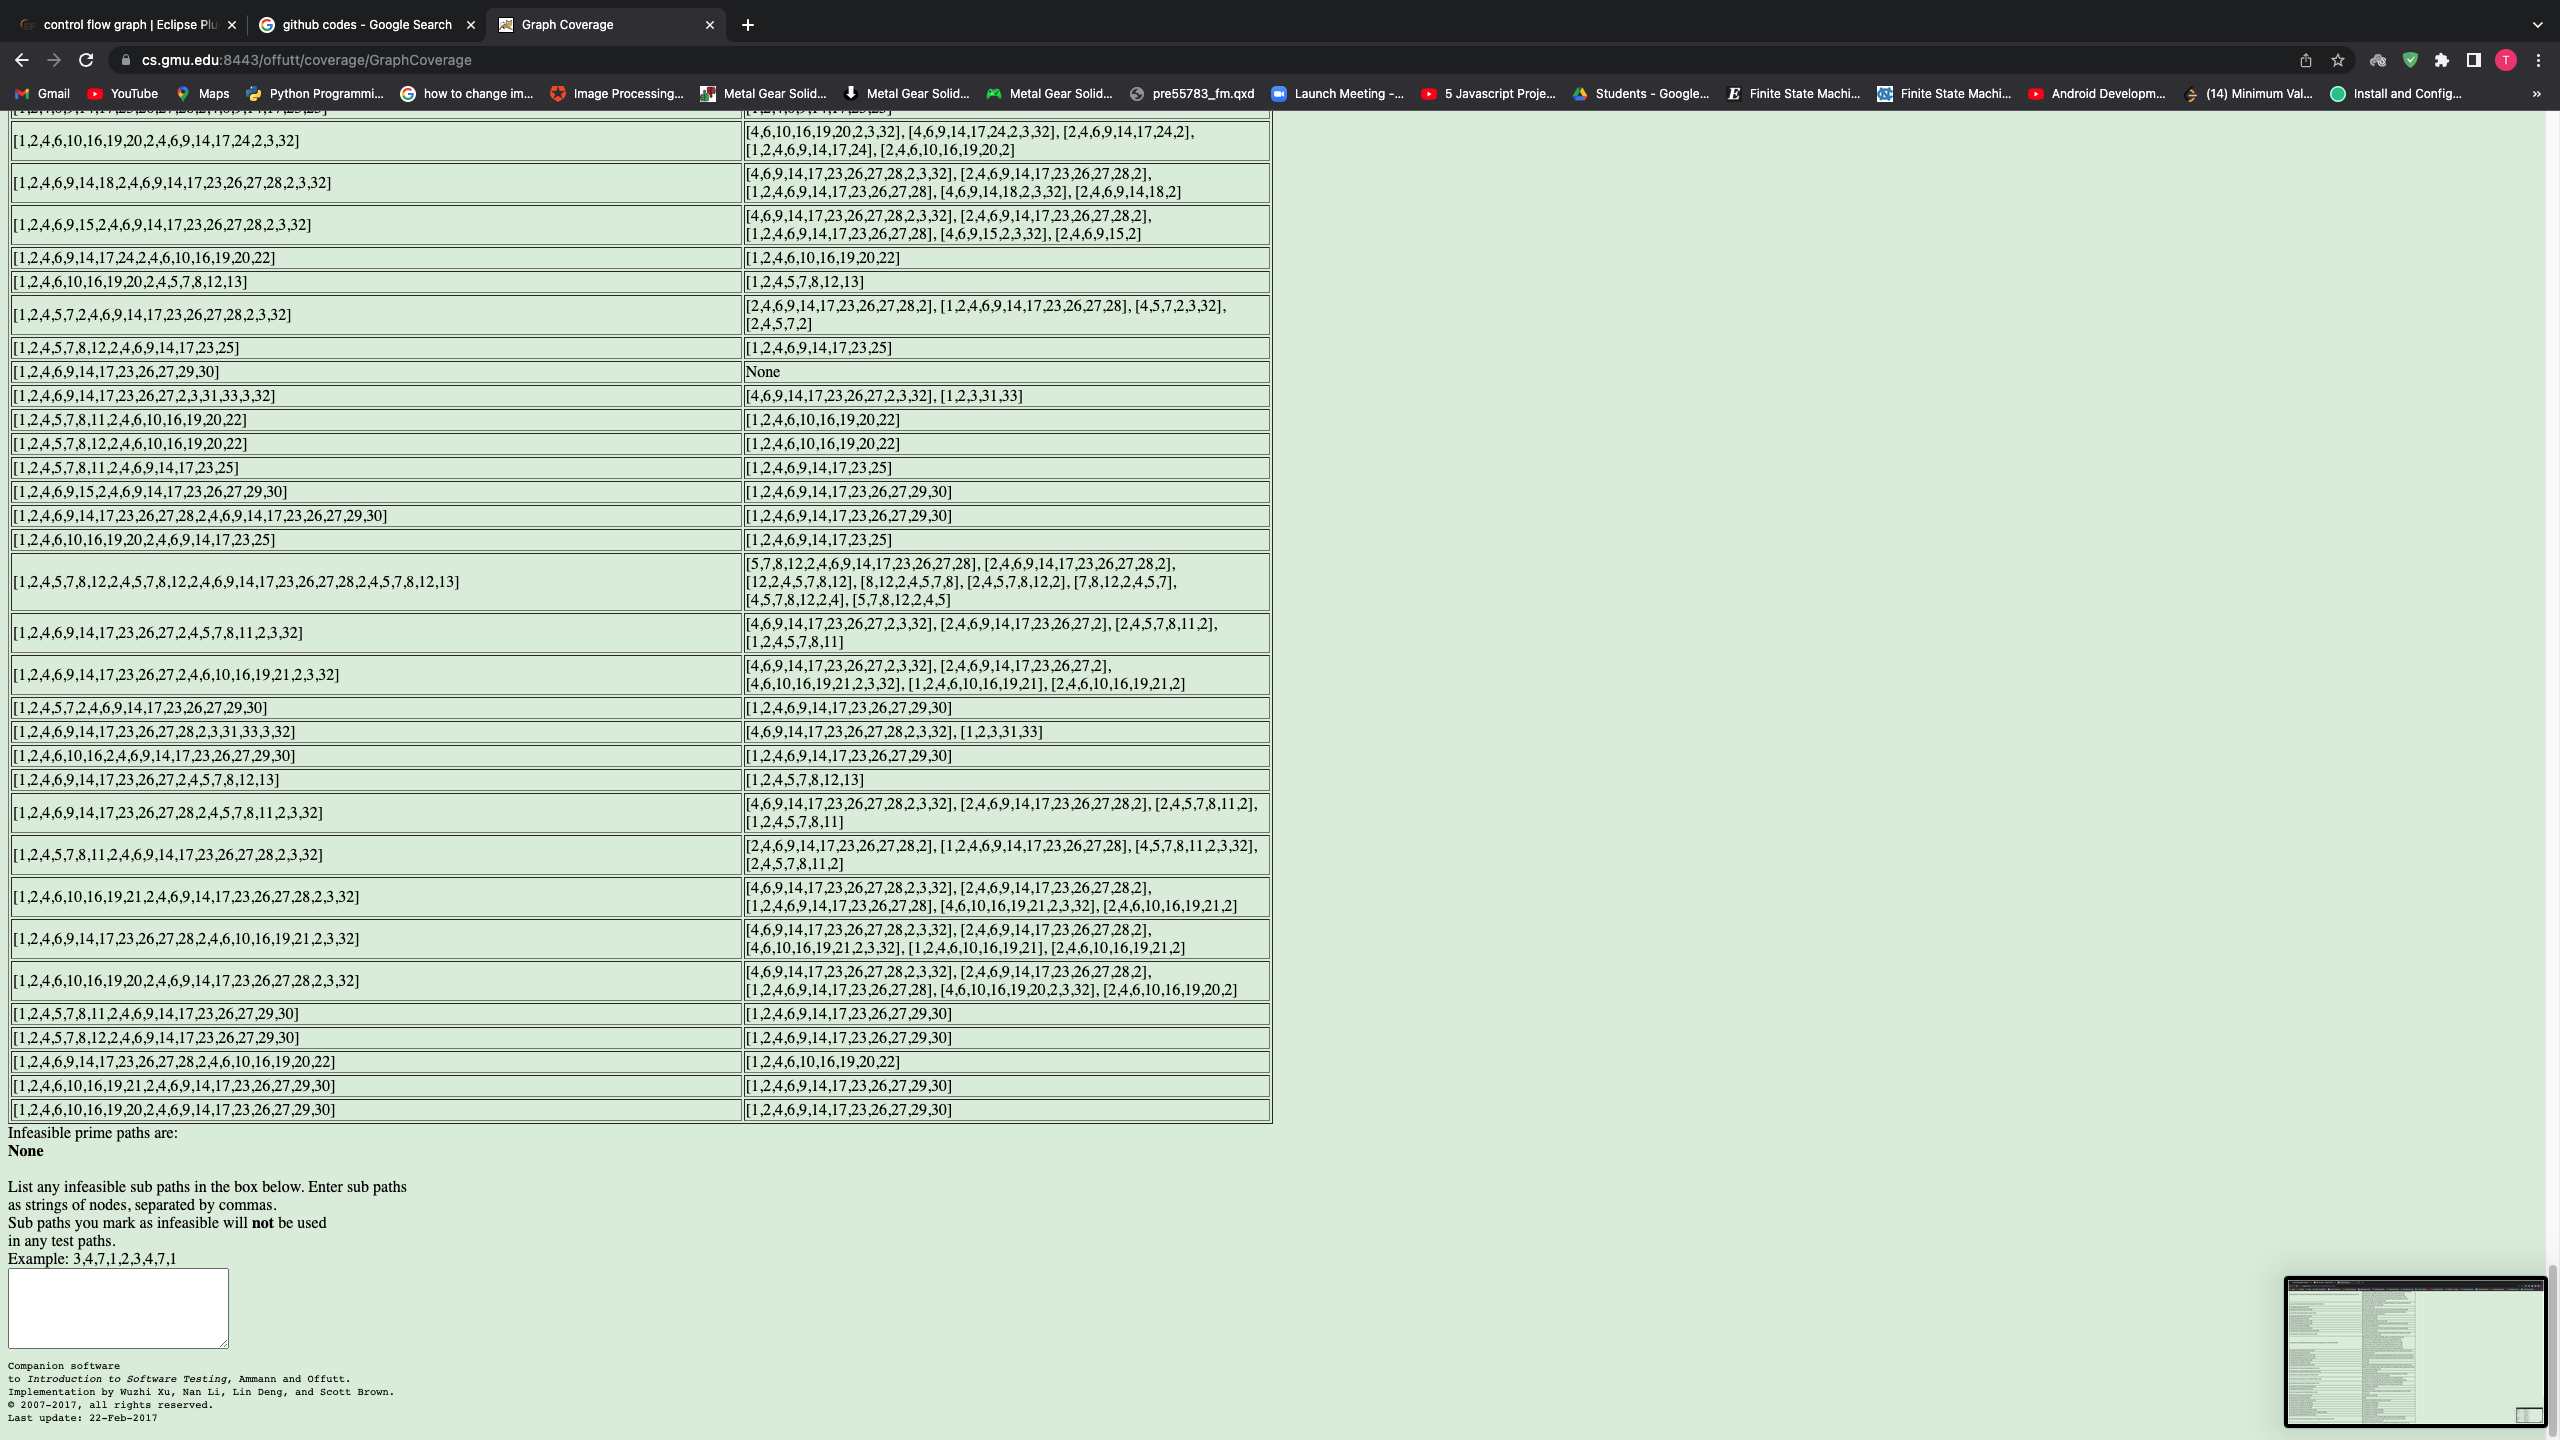 control flow graph | Eclipse Plu
github codes - Google Search
Graph Coverage
cs.gmu.edu:8443/offutt/coverage/GraphCoverage
T
Gmail
YouTube
Maps
Python Programmi...
how to change im...
Image Processing...
Metal Gear Solid...
Metal Gear Solid...
Metal Gear Solid...
pre55783_fm.qxd
Launch Meeting -...
5 Javascript Proje...
Students - Google...
Finite State Machi...
Finite State Machi...
Android Developm...
(14) Minimum Val...
Install and Config...
»
[1,2,4,6,10,16,19,20,2,4,6,9,14,17,24,2,3,32]
[4,6,10,16,19,20,2,3,32], [4,6,9,14,17,24,2,3,32], [2,4,6,9,14,17,24,2],
[1,2,4,6,9,14,17,24], [2,4,6,10,16,19,20,2]
[1,2,4,6,9,14,18,2,4,6,9,14,17,23,26,27,28,2,3,32]
[4,6,9,14,17,23,26,27,28,2,3,32], [2,4,6,9,14,17,23,26,27,28,2],
[1,2,4,6,9,14,17,23,26,27,28], [4,6,9,14,18,2,3,32], [2,4,6,9,14,18,2]
[1,2,4,6,9,15,2,4,6,9,14,17,23,26,27,28,2,3,32]
[4,6,9,14,17,23,26,27,28,2,3,32], [2,4,6,9,14,17,23,26,27,28,2],
[1,2,4,6,9,14,17,23,26,27,28], [4,6,9,15,2,3,32], [2,4,6,9,15,2]
[1,2,4,6,9,14,17,24,2,4,6,10,16,19,20,22]
[1,2,4,6,10,16,19,20,22]
[1,2,4,6,10,16,19,20,2,4,5,7,8,12,13]
[1,2,4,5,7,8,12,13]
[1,2,4,5,7,2,4,6,9,14,17,23,26,27,28,2,3,32]
[2,4,6,9,14,17,23,26,27,28,2], [1,2,4,6,9,14,17,23,26,27,28], [4,5,7,2,3,32],
[2,4,5,7,2]
[1,2,4,5,7,8,12,2,4,6,9,14,17,23,25]
[1,2,4,6,9,14,17,23,25]
[1,2,4,6,9,14,17,23,26,27,29,30]
None
[1,2,4,6,9,14,17,23,26,27,2,3,31,33,3,32]
[4,6,9,14,17,23,26,27,2,3,32], [1,2,3,31,33]
[1,2,4,5,7,8,11,2,4,6,10,16,19,20,22]
[1,2,4,6,10,16,19,20,22]
[1,2,4,5,7,8,12,2,4,6,10,16,19,20,22]
[1,2,4,6,10,16,19,20,22]
[1,2,4,5,7,8,11,2,4,6,9,14,17,23,25]
[1,2,4,6,9,14,17,23,25]
[1,2,4,6,9,15,2,4,6,9,14,17,23,26,27,29,30]
[1,2,4,6,9,14,17,23,26,27,29,30]
[1,2,4,6,9,14,17,23,26,27,28,2,4,6,9,14,17,23,26,27,29,30]
[1,2,4,6,9,14,17,23,26,27,29,30]
[1,2,4,6,10,16,19,20,2,4,6,9,14,17,23,25]
[1,2,4,6,9,14,17,23,25]
[1,2,4,5,7,8,12,2,4,5,7,8,12,2,4,6,9,14,17,23,26,27,28,2,4,5,7,8,12,13]
[5,7,8,12,2,4,6,9,14,17,23,26,27,28], [2,4,6,9,14,17,23,26,27,28,2],
[12,2,4,5,7,8,12], [8,12,2,4,5,7,8], [2,4,5,7,8,12,2], [7,8,12,2,4,5,7],
[4,5,7,8,12,2,4], [5,7,8,12,2,4,5]
[1,2,4,6,9,14,17,23,26,27,2,4,5,7,8,11,2,3,32]
[4,6,9,14,17,23,26,27,2,3,32], [2,4,6,9,14,17,23,26,27,2], [2,4,5,7,8,11,2],
[1,2,4,5,7,8,11]
[1,2,4,6,9,14,17,23,26,27,2,4,6,10,16,19,21,2,3,32]
[4,6,9,14,17,23,26,27,2,3,32], [2,4,6,9,14,17,23,26,27,2],
[4,6,10,16,19,21,2,3,32], [1,2,4,6,10,16,19,21], [2,4,6,10,16,19,21,2]
[1,2,4,5,7,2,4,6,9,14,17,23,26,27,29,30]
[1,2,4,6,9,14,17,23,26,27,29,30]
[1,2,4,6,9,14,17,23,26,27,28,2,3,31,33,3,32]
[4,6,9,14,17,23,26,27,28,2,3,32], [1,2,3,31,33]
[1,2,4,6,10,16,2,4,6,9,14,17,23,26,27,29,30]
[1,2,4,6,9,14,17,23,26,27,29,30]
[1,2,4,6,9,14,17,23,26,27,2,4,5,7,8,12,13]
[1,2,4,5,7,8,12,13]
[1,2,4,6,9,14,17,23,26,27,28,2,4,5,7,8,11,2,3,32]
[4,6,9,14,17,23,26,27,28,2,3,32], [2,4,6,9,14,17,23,26,27,28,2], [2,4,5,7,8,11,2],
[1,2,4,5,7,8,11]
[1,2,4,5,7,8,11,2,4,6,9,14,17,23,26,27,28,2,3,32]
[2,4,6,9,14,17,23,26,27,28,2], [1,2,4,6,9,14,17,23,26,27,28], [4,5,7,8,11,2,3,32],
[2,4,5,7,8,11,2]
[1,2,4,6,10,16,19,21,2,4,6,9,14,17,23,26,27,28,2,3,32]
[4,6,9,14,17,23,26,27,28,2,3,32], [2,4,6,9,14,17,23,26,27,28,2],
[1,2,4,6,9,14,17,23,26,27,28], [4,6,10,16,19,21,2,3,32], [2,4,6,10,16,19,21,2]
[1,2,4,6,9,14,17,23,26,27,28,2,4,6,10,16,19,21,2,3,32]
[4,6,9,14,17,23,26,27,28,2,3,32], [2,4,6,9,14,17,23,26,27,28,2],
[4,6,10,16,19,21,2,3,32], [1,2,4,6,10,16,19,21], [2,4,6,10,16,19,21,2]
[1,2,4,6,10,16,19,20,2,4,6,9,14,17,23,26,27,28,2,3,32]
[4,6,9,14,17,23,26,27,28,2,3,32], [2,4,6,9,14,17,23,26,27,28,2],
[1,2,4,6,9,14,17,23,26,27,28], [4,6,10,16,19,20,2,3,32], [2,4,6,10,16,19,20,2]
[1,2,4,5,7,8,11,2,4,6,9,14,17,23,26,27,29,30]
[1,2,4,6,9,14,17,23,26,27,29,30]
[1,2,4,5,7,8,12,2,4,6,9,14,17,23,26,27,29,30]
[1,2,4,6,9,14,17,23,26,27,29,30]
[1,2,4,6,9,14,17,23,26,27,28,2,4,6,10,16,19,20,22]
[1,2,4,6,10,16,19,20,22]
[1,2,4,6,10,16,19,21,2,4,6,9,14,17,23,26,27,29,30]
[1,2,4,6,9,14,17,23,26,27,29,30]
[1,2,4,6,10,16,19,20,2,4,6,9,14,17,23,26,27,29,30]
[1,2,4,6,9,14,17,23,26,27,29,30]
Infeasible prime paths are:
None
List any infeasible sub paths in the box below. Enter sub paths
as strings of nodes, separated by commas.
Sub paths you mark as infeasible will not be used
in any test paths.
Example: 3,4,7,1,2,3,4,7,1
Companion software
to Introduction to Software Testing, Ammann and Offutt.
Implementation by Wuzhi Xu, Nan Li, Lin Deng, and Scott Brown.
© 2007-2017, all rights reserved.
Last update: 22-Feb-2017